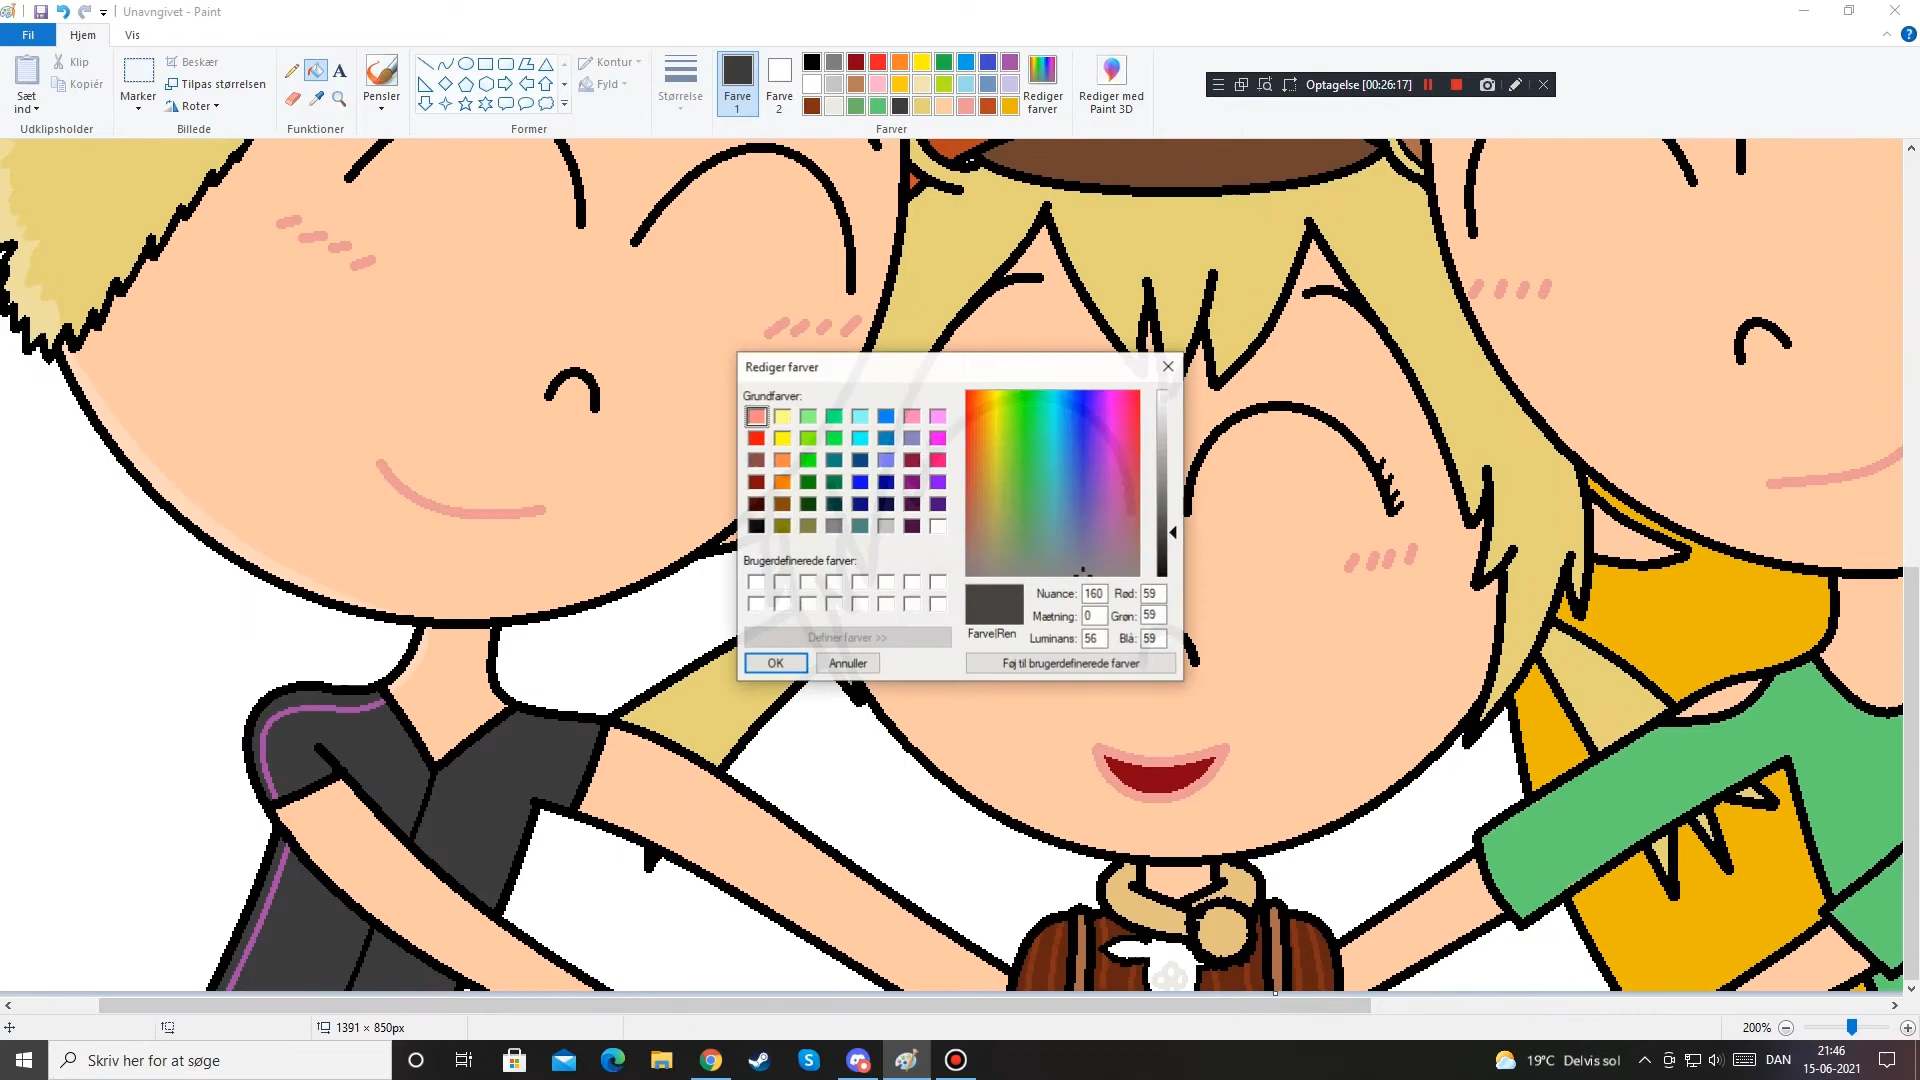 Unavngivet - Paint
Fil
Hjem
Vis
Sæt
ind
Klip
Kopiér
Udklipsholder
Marker
Beskær
Tilpas størrelsen
Roter
Billede
A
Funktioner
Pensler
Former
Kontur
Fyld
Størrelse
Farve
1
Farve
2
Farver
Rediger
farver
Rediger med
Paint 3D
Optagelse [00:26:17]
Rediger farver
Grundfarver:
Brugerdefinerede farver:
Definer farver >>
OK
Annuller
Farve|Ren
Nuance: 160 Rød: 59
Mætning: 0 Grøn: 59
Luminans: 56 Blå: 59
Føj til brugerdefinerede farver
1391 × 850px
200%
Skriv her for at søge
19°C Delvis sol
DAN
21:46
15-06-2021